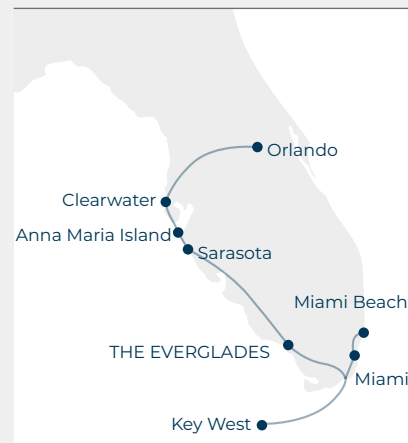 Orlando
Clearwater
Anna Maria Island
Sarasota
Miami Beach
THE EVERGLADES
Miami
Key West